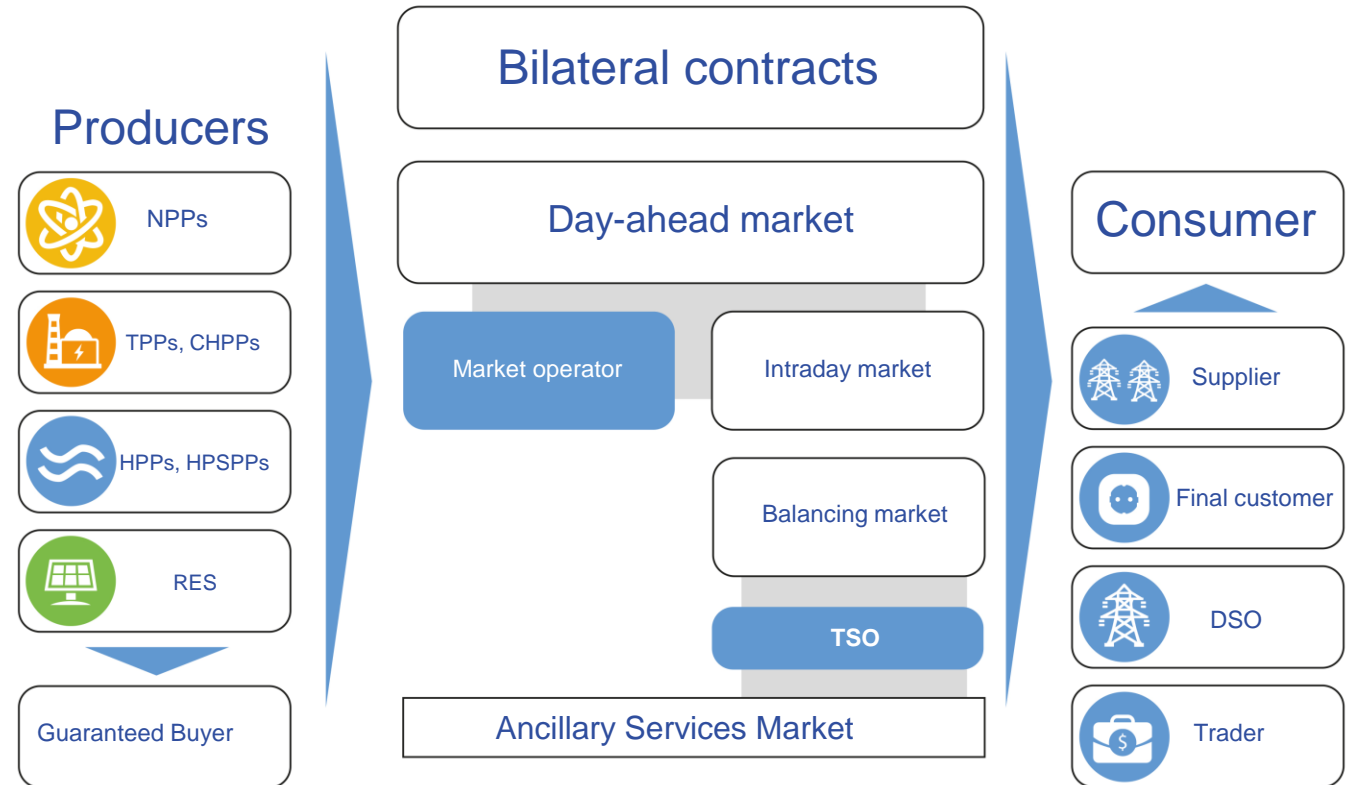 Producers
NPPs
TPPs, CHPPs
HPPs, HPSPPs
RES
Guaranteed Buyer
Bilateral contracts
Day-ahead market
Market operator
Intraday market
Balancing market
TSO
Ancillary Services Market
Consumer
Supplier
Final customer
DSO
$
Trader